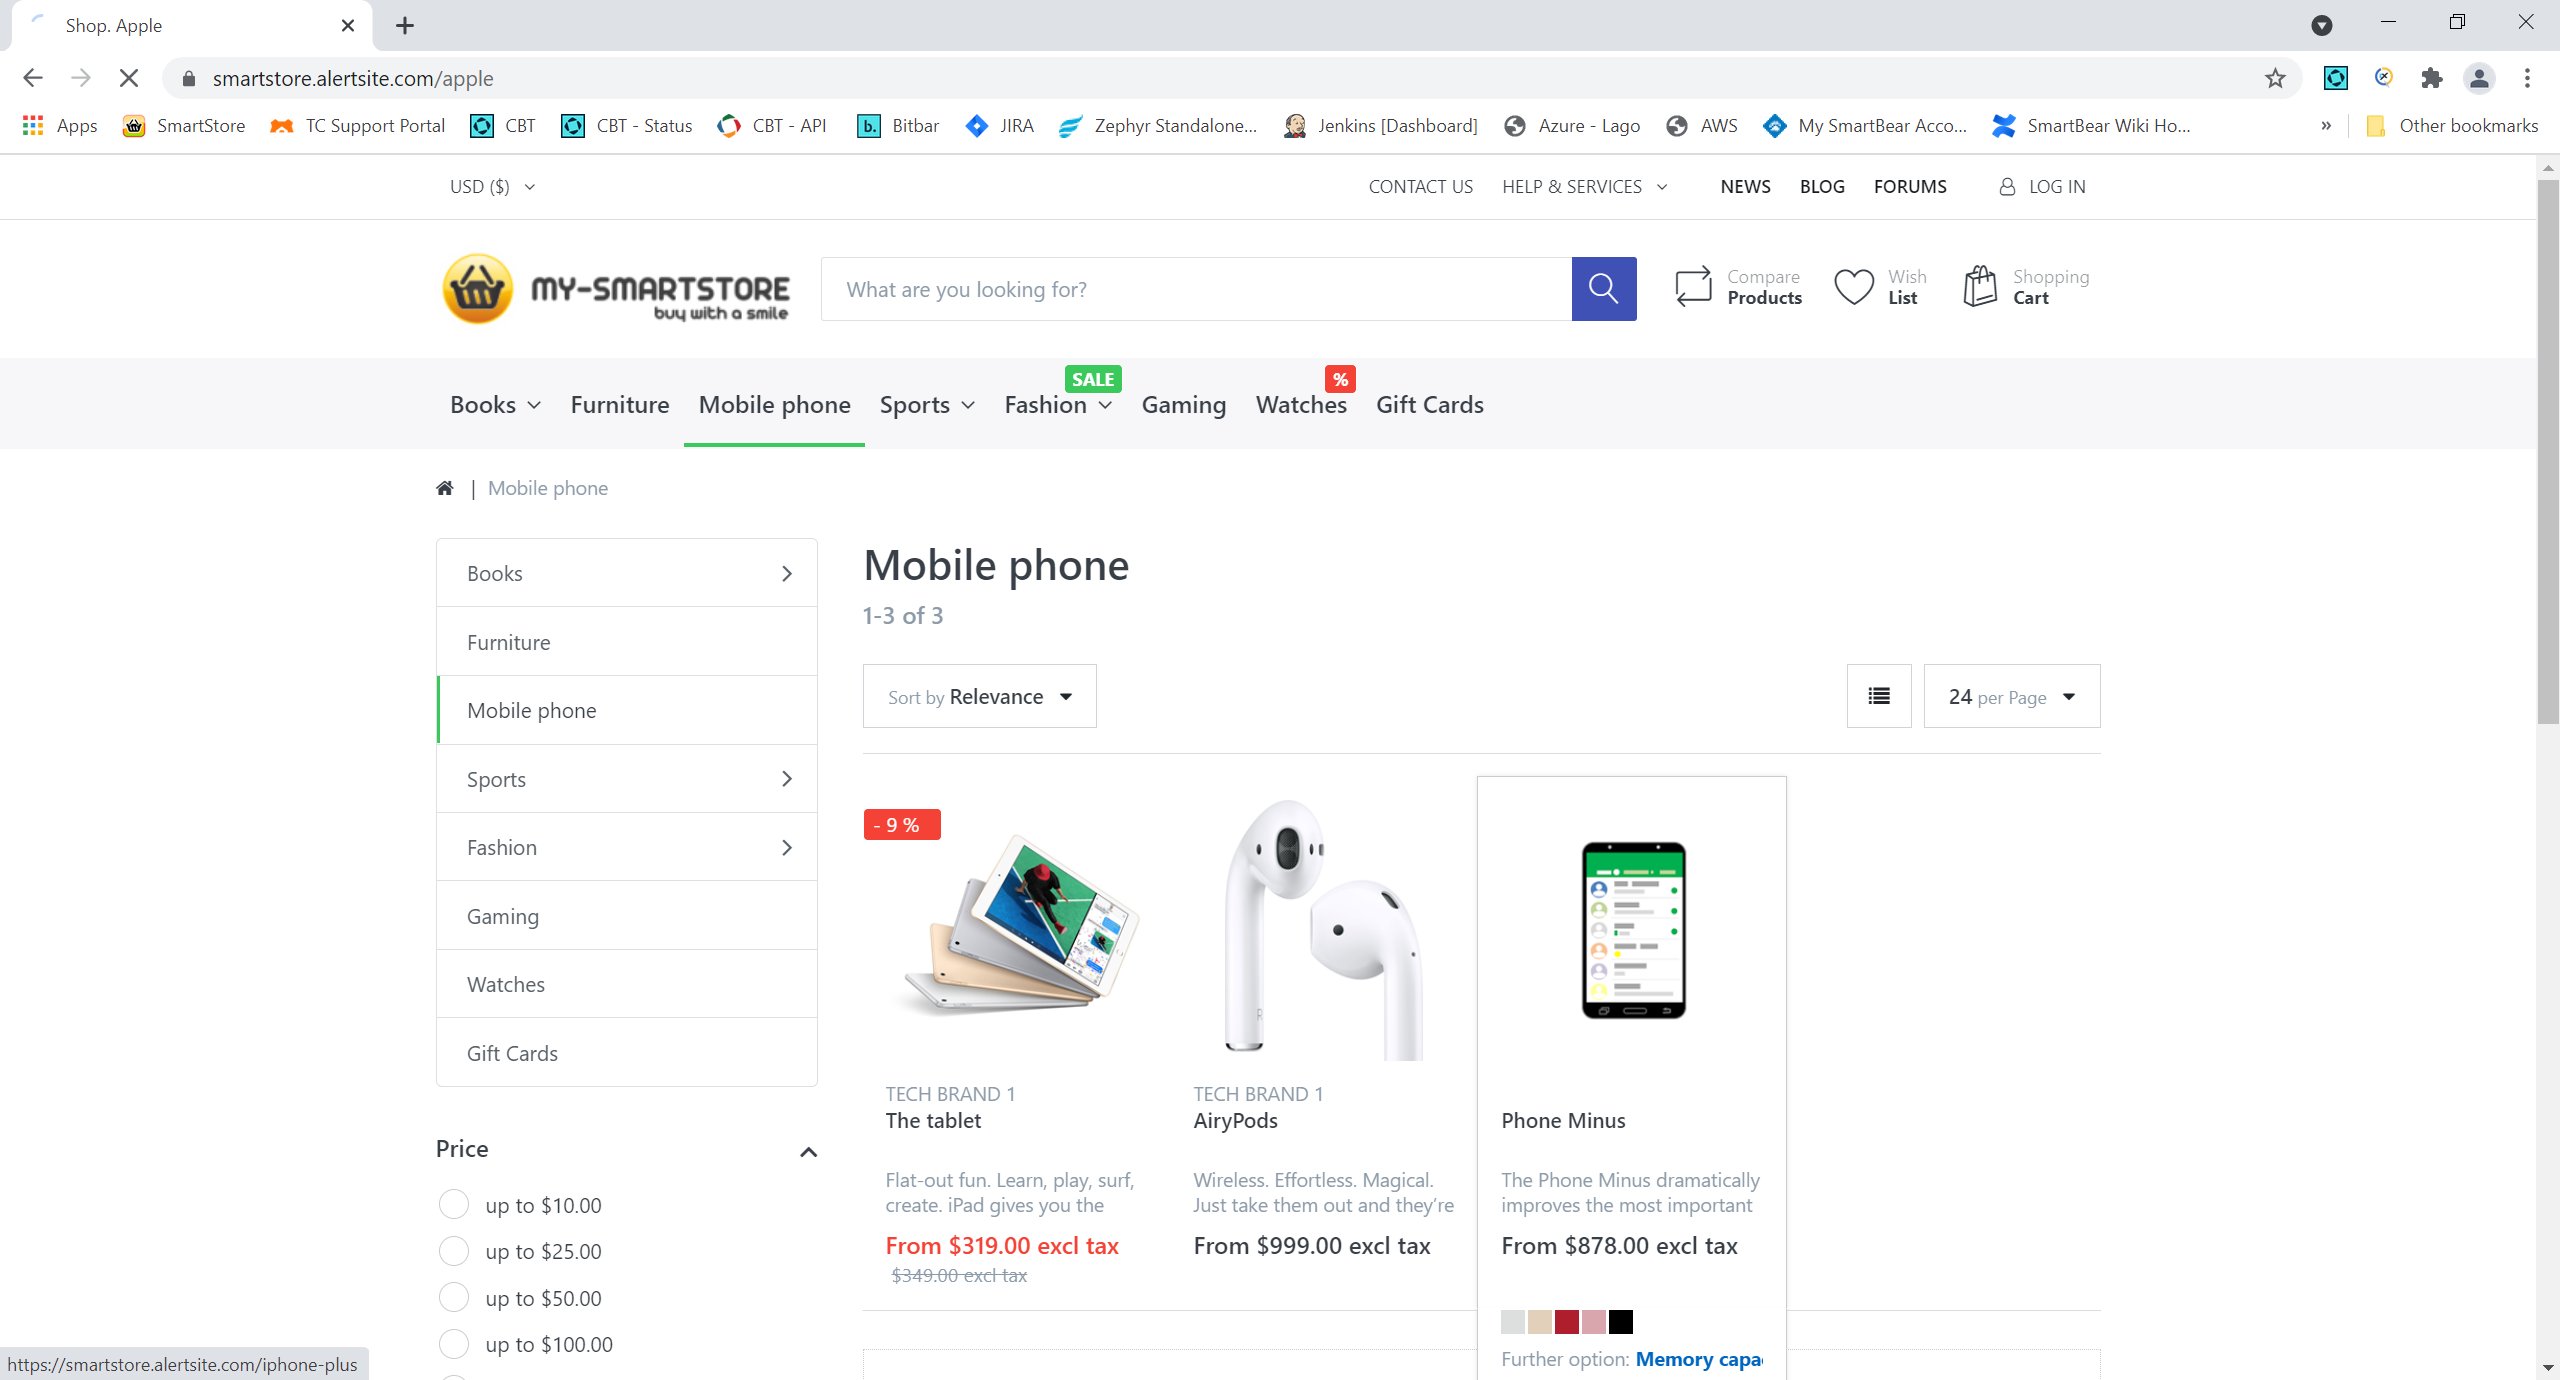 Shop. Apple
smartstore.alertsite.com/apple
Apps SmartStore TC Support Portal CBT CBT - Status CBT - API Bitbar JIRA Zephyr Standalone... Jenkins [Dashboard] Azure - Lago AWS My SmartBear Acco... SmartBear Wiki Ho... » Other bookmarks
USD ($) CONTACT US HELP & SERVICES NEWS BLOG FORUMS LOG IN
MY-SMARTSTORE
buy with a smile
What are you looking for?
Compare
Products
Wish
List
Shopping
Cart
SALE %
Books Furniture Mobile phone Sports Fashion Gaming Watches Gift Cards
| Mobile phone
Books
Furniture
Mobile phone
Sports
Fashion
Gaming
Watches
Gift Cards
Price
up to $10.00
up to $25.00
up to $50.00
up to $100.00
Mobile phone
1-3 of 3
Sort by Relevance 24 per Page
- 9 %
R
TECH BRAND 1
The tablet
Flat-out fun. Learn, play, surf,
create. iPad gives you the
From $319.00 excl tax
$349.00 excl tax
TECH BRAND 1
AiryPods
Wireless. Effortless. Magical.
Just take them out and they’re
From $999.00 excl tax
Phone Minus
The Phone Minus dramatically
improves the most important
From $878.00 excl tax
Further option: Memory capa
https://smartstore.alertsite.com/iphone-plus